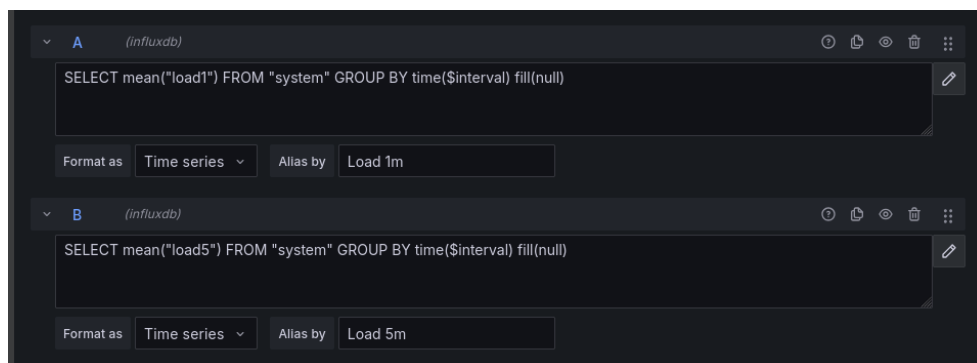 A (influxdb)
SELECT mean("load1") FROM "system" GROUP BY time($interval) fill(null)
Format as Time series Alias by Load 1m
B (influxdb)
SELECT mean("load5") FROM "system" GROUP BY time($interval) fill(null)
Format as Time series Alias by Load 5m